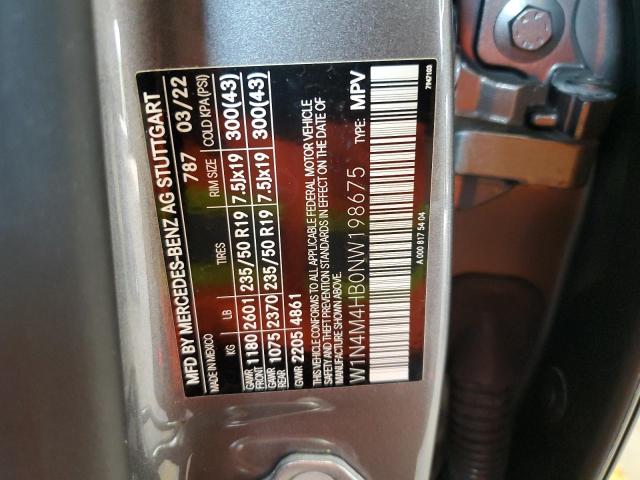 MFD BY MERCEDES-BENZ AG STUTTGART
MADE IN MEXICO 787 03/22
KG LB TIRES RIM SIZE COLD KPA(PSI)
GAWR FRONT 1180 2601 235/50 R19 7.5Jx19 300(43)
GAWR REAR 1075 2370 235/50 R19 7.5Jx19 300(43)
GVWR 2205 4861
THIS VEHICLE CONFORMS TO ALL APPLICABLE FEDERAL MOTOR VEHICLE
SAFETY AND THEFT PREVENTION STANDARDS IN EFFECT ON THE DATE OF
MANUFACTURE SHOWN ABOVE.
W1N4M4HB0NW198675 TYPE: MPV
A 000 817 54 04
7947103